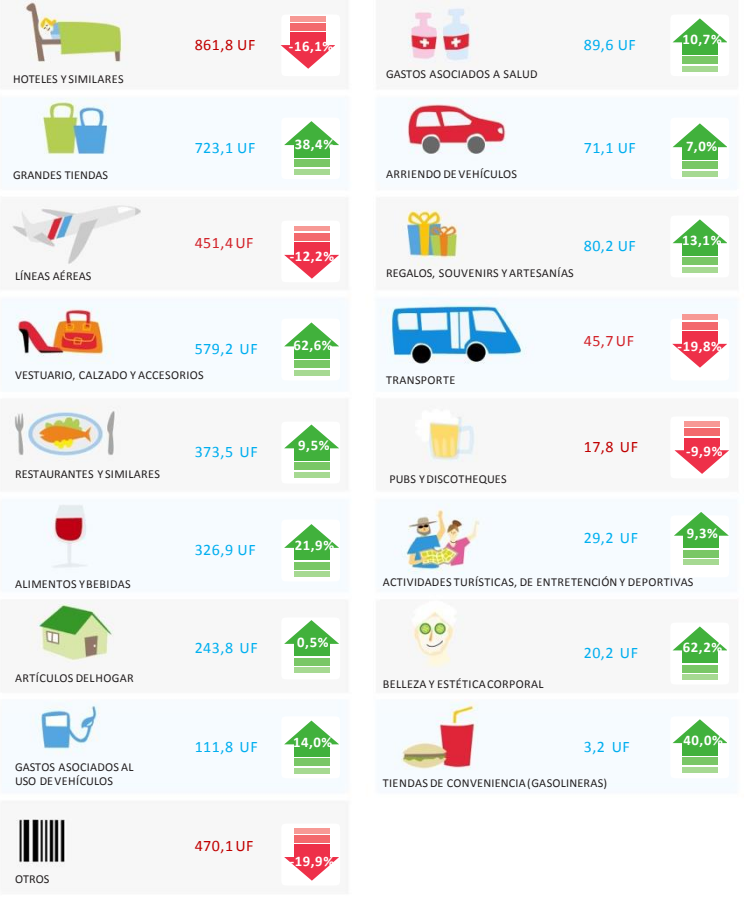 861,8 UF
-16,1%
HOTELES Y SIMILARES
723,1 UF
38,4%
GRANDES TIENDAS
451,4 UF
-12,2%
LÍNEAS AÉREAS
579,2 UF
62,6%
VESTUARIO, CALZADO Y ACCESORIOS
373,5 UF
9,5%
RESTAURANTES Y SIMILARES
326,9 UF
21,9%
ALIMENTOS Y BEBIDAS
243,8 UF
0,5%
ARTÍCULOS DEL HOGAR
111,8 UF
14,0%
GASTOS ASOCIADOS AL
USO DE VEHÍCULOS
470,1 UF
-19,9%
OTROS
89,6 UF
10,7%
GASTOS ASOCIADOS A SALUD
71,1 UF
7,0%
ARRIENDO DE VEHÍCULOS
80,2 UF
13,1%
REGALOS, SOUVENIRS Y ARTESANÍAS
45,7 UF
-19,8%
TRANSPORTE
17,8 UF
-9,9%
PUBS Y DISCOTHEQUES
29,2 UF
9,3%
ACTIVIDADES TURÍSTICAS, DE ENTRETENCIÓN Y DEPORTIVAS
20,2 UF
62,2%
BELLEZA Y ESTÉTICA CORPORAL
3,2 UF
40,0%
TIENDAS DE CONVENIENCIA (GASOLINERAS)